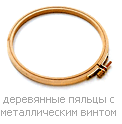 деревянные пяльцы с
металлическим винтом